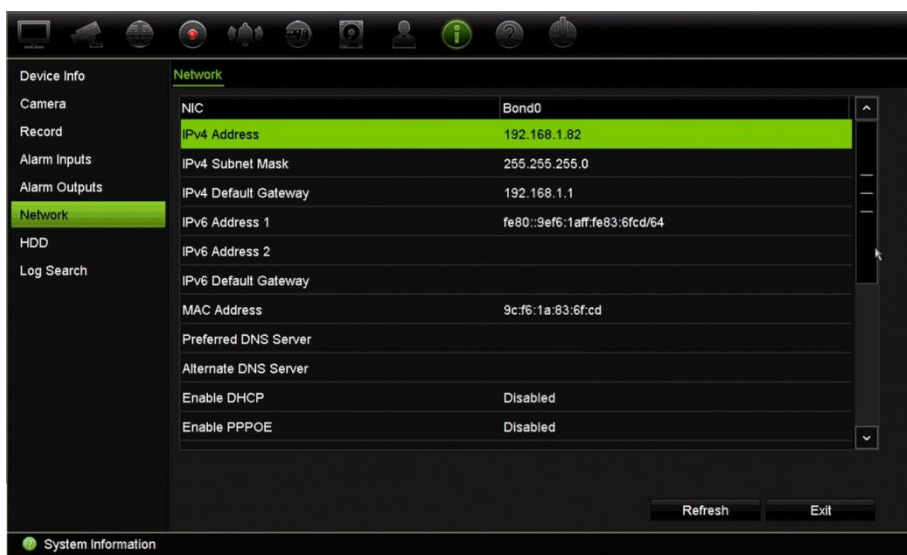 Device Info
Camera
Record
Alarm Inputs
Alarm Outputs
Network
HDD
Log Search
Network
NIC Bond0
IPv4 Address 192.168.1.82
IPv4 Subnet Mask 255.255.255.0
IPv4 Default Gateway 192.168.1.1
IPv6 Address 1 fe80::9ef6:1aff:fe83:6fcd/64
IPv6 Address 2
IPv6 Default Gateway
MAC Address 9c:f6:1a:83:6f:cd
Preferred DNS Server
Alternate DNS Server
Enable DHCP Disabled
Enable PPPOE Disabled
Refresh Exit
System Information